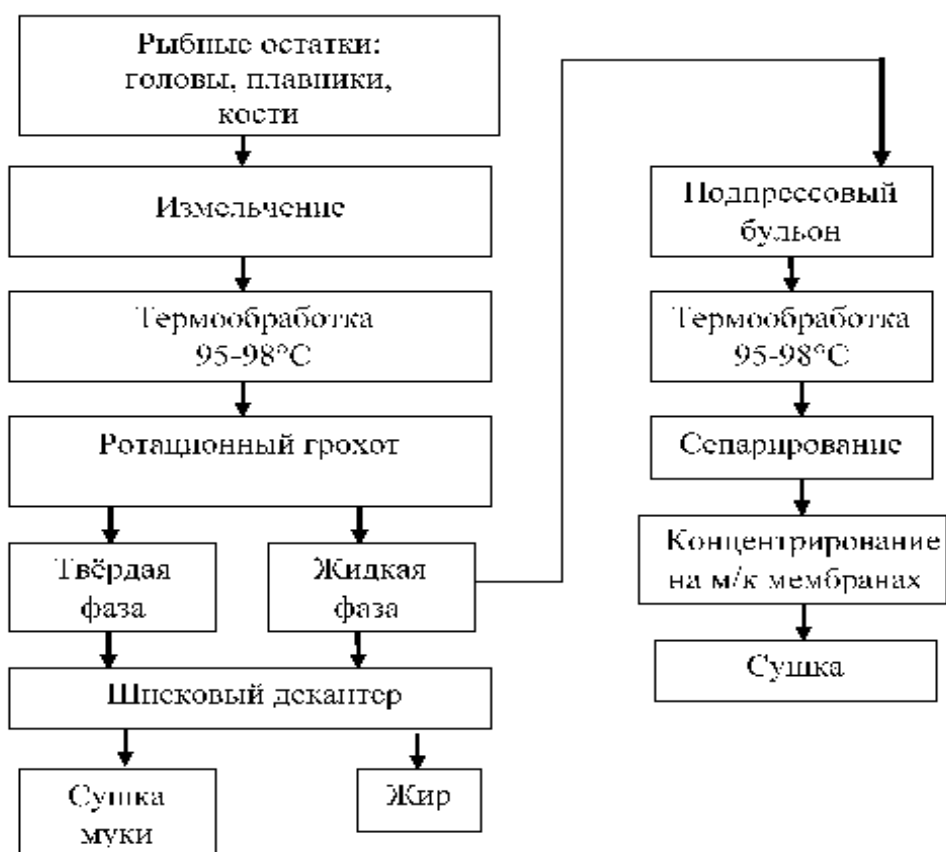 Рыбные остатки:
головы, плавники,
кости
Измельчение
Термообработка
95-98°С
Ротационный грохот
Твёрдая
фаза
Жидкая
фаза
Шнековый декантер
Сушка
муки
Жир
Подпрессовый
бульон
Термообработка
95-98°С
Сепарирование
Концентрирование
на м/к мембранах
Сушка